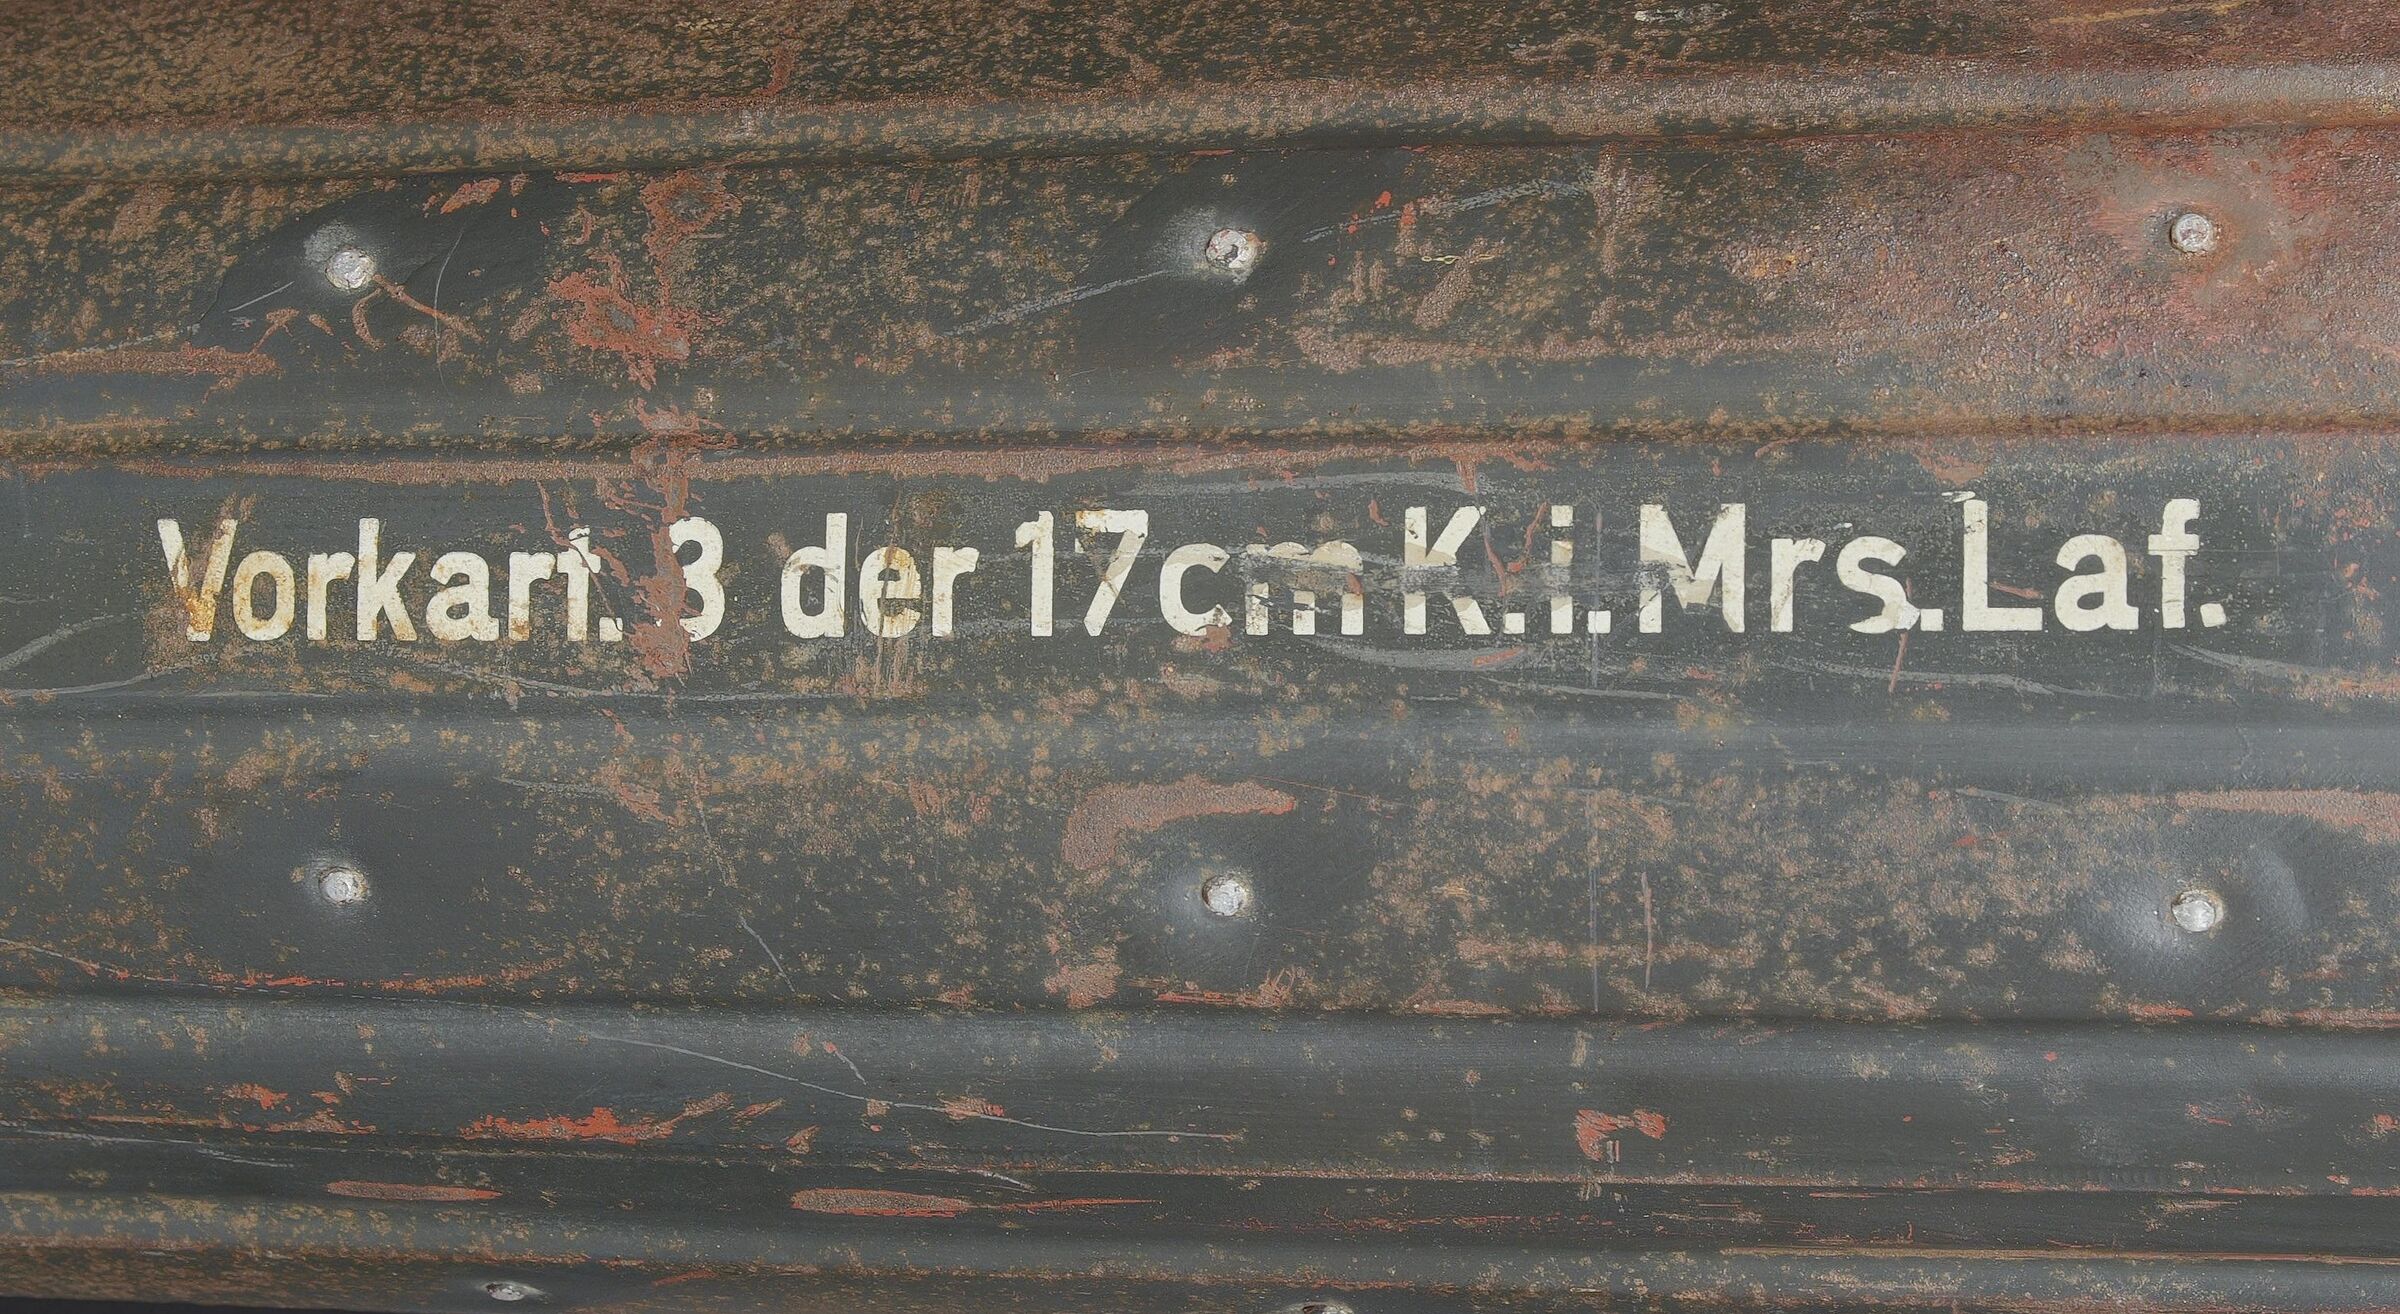 Vorkart. 3 der 17cm K.i.Mrs.Laf.